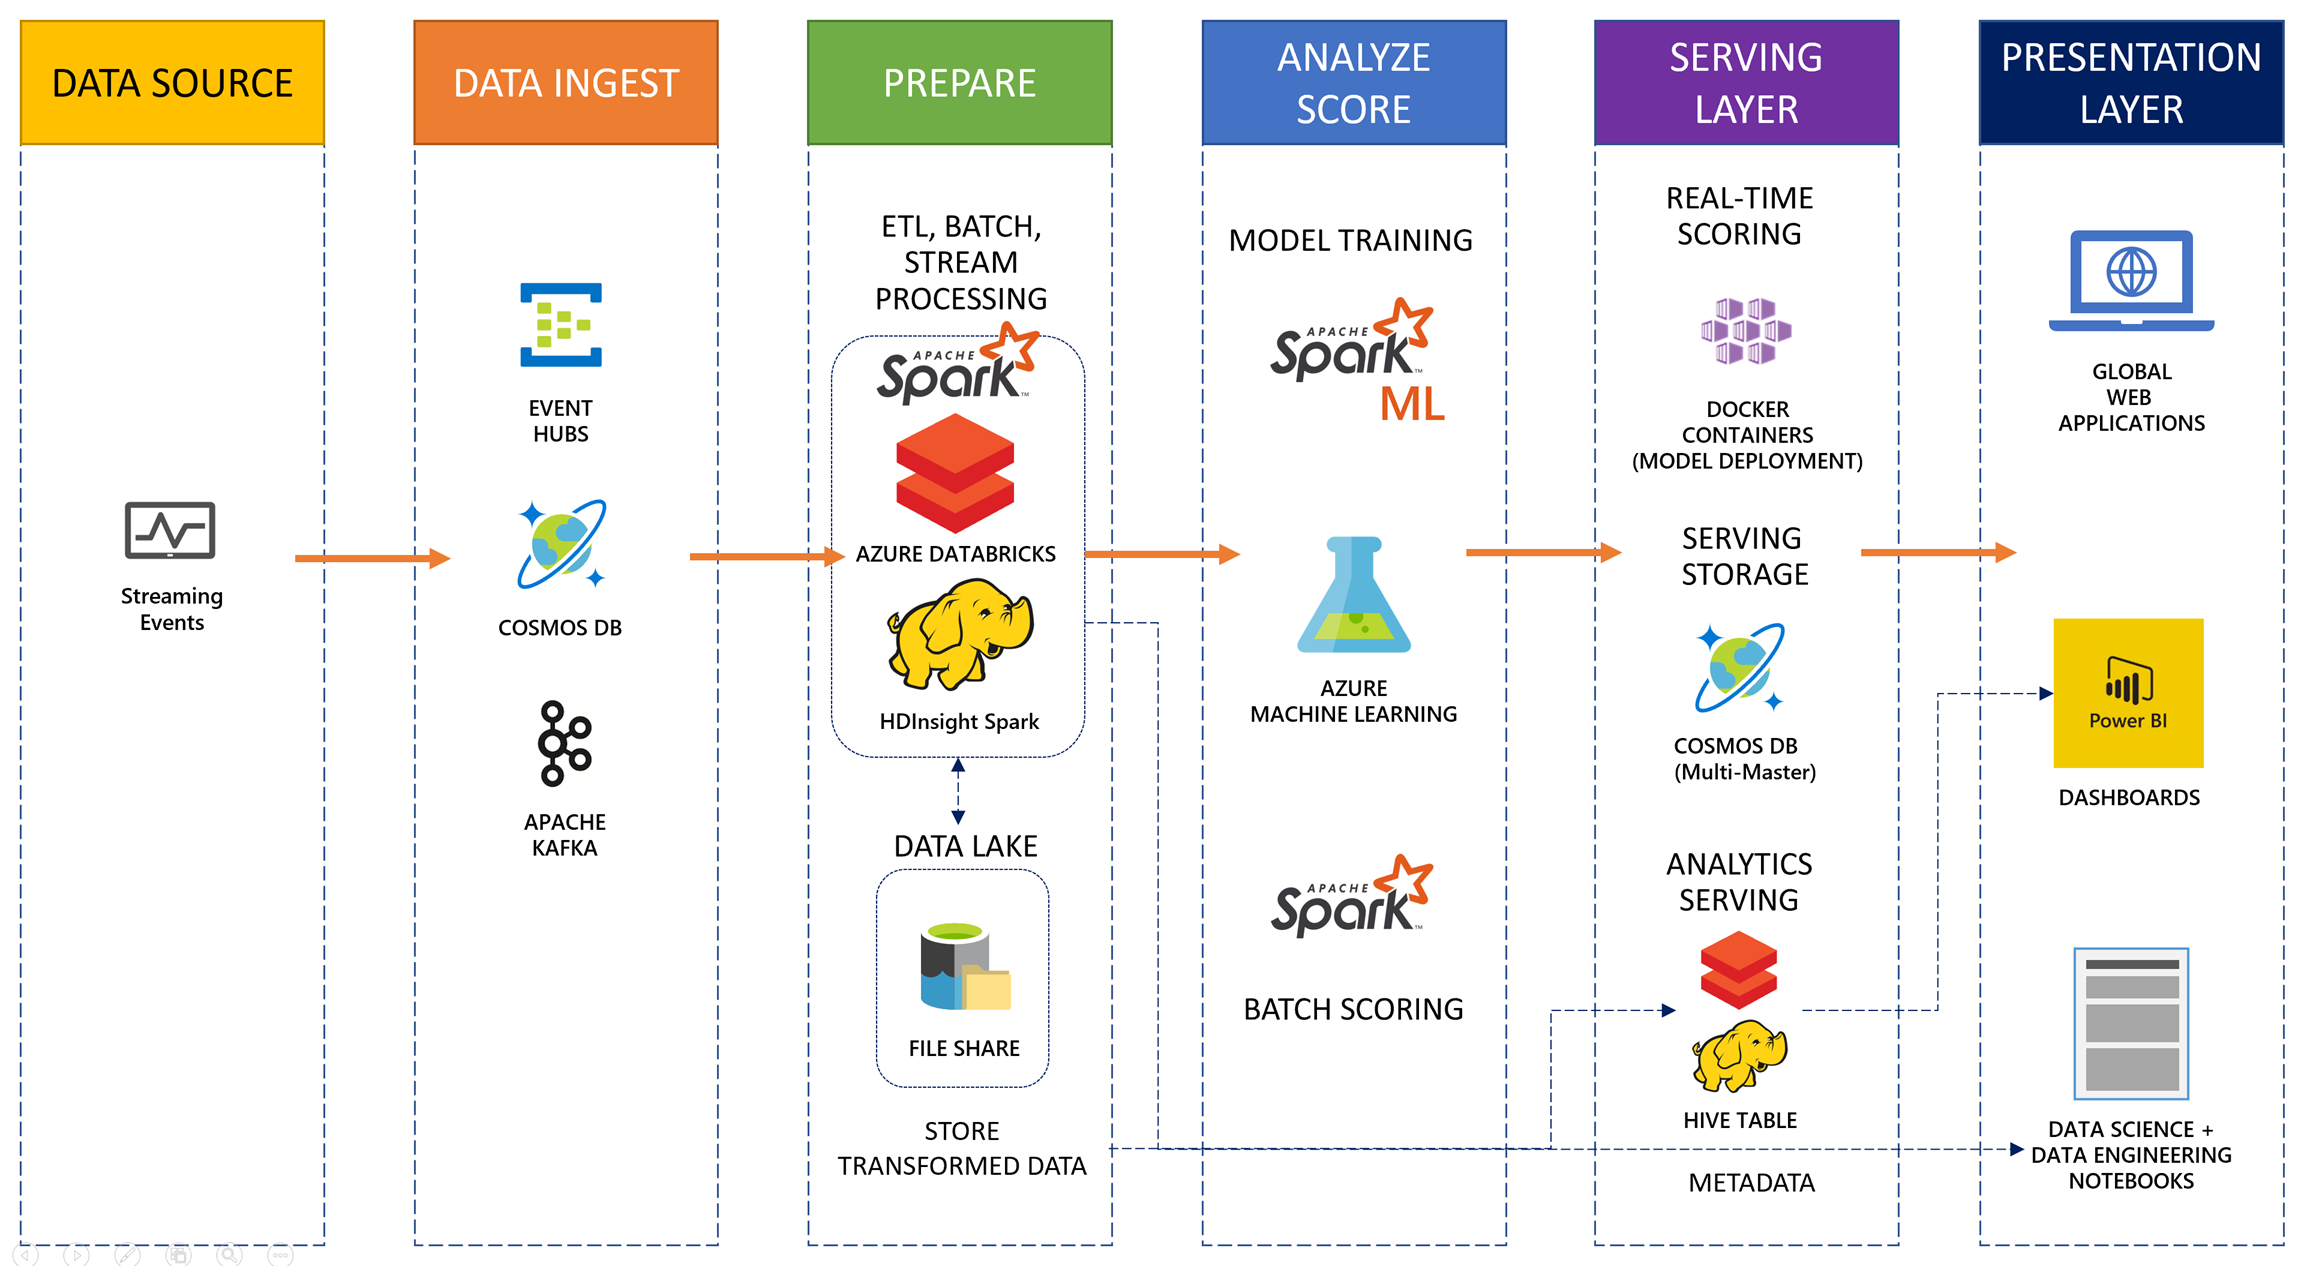 DATA SOURCE
Streaming
Events
DATA INGEST
EVENT
HUBS
COSMOS DB
APACHE
KAFKA
PREPARE
ETL, BATCH,
STREAM
PROCESSING
APACHE
Spark™
AZURE DATABRICKS
HDInsight Spark
DATA LAKE
FILE SHARE
STORE
TRANSFORMED DATA
ANALYZE
SCORE
MODEL TRAINING
APACHE
Spark™
ML
AZURE
MACHINE LEARNING
APACHE
Spark™
BATCH SCORING
SERVING
LAYER
REAL-TIME
SCORING
DOCKER
CONTAINERS
(MODEL DEPLOYMENT)
SERVING
STORAGE
COSMOS DB
(Multi-Master)
ANALYTICS
SERVING
HIVE TABLE
METADATA
PRESENTATION
LAYER
GLOBAL
WEB
APPLICATIONS
Power BI
DASHBOARDS
DATA SCIENCE +
DATA ENGINEERING
NOTEBOOKS